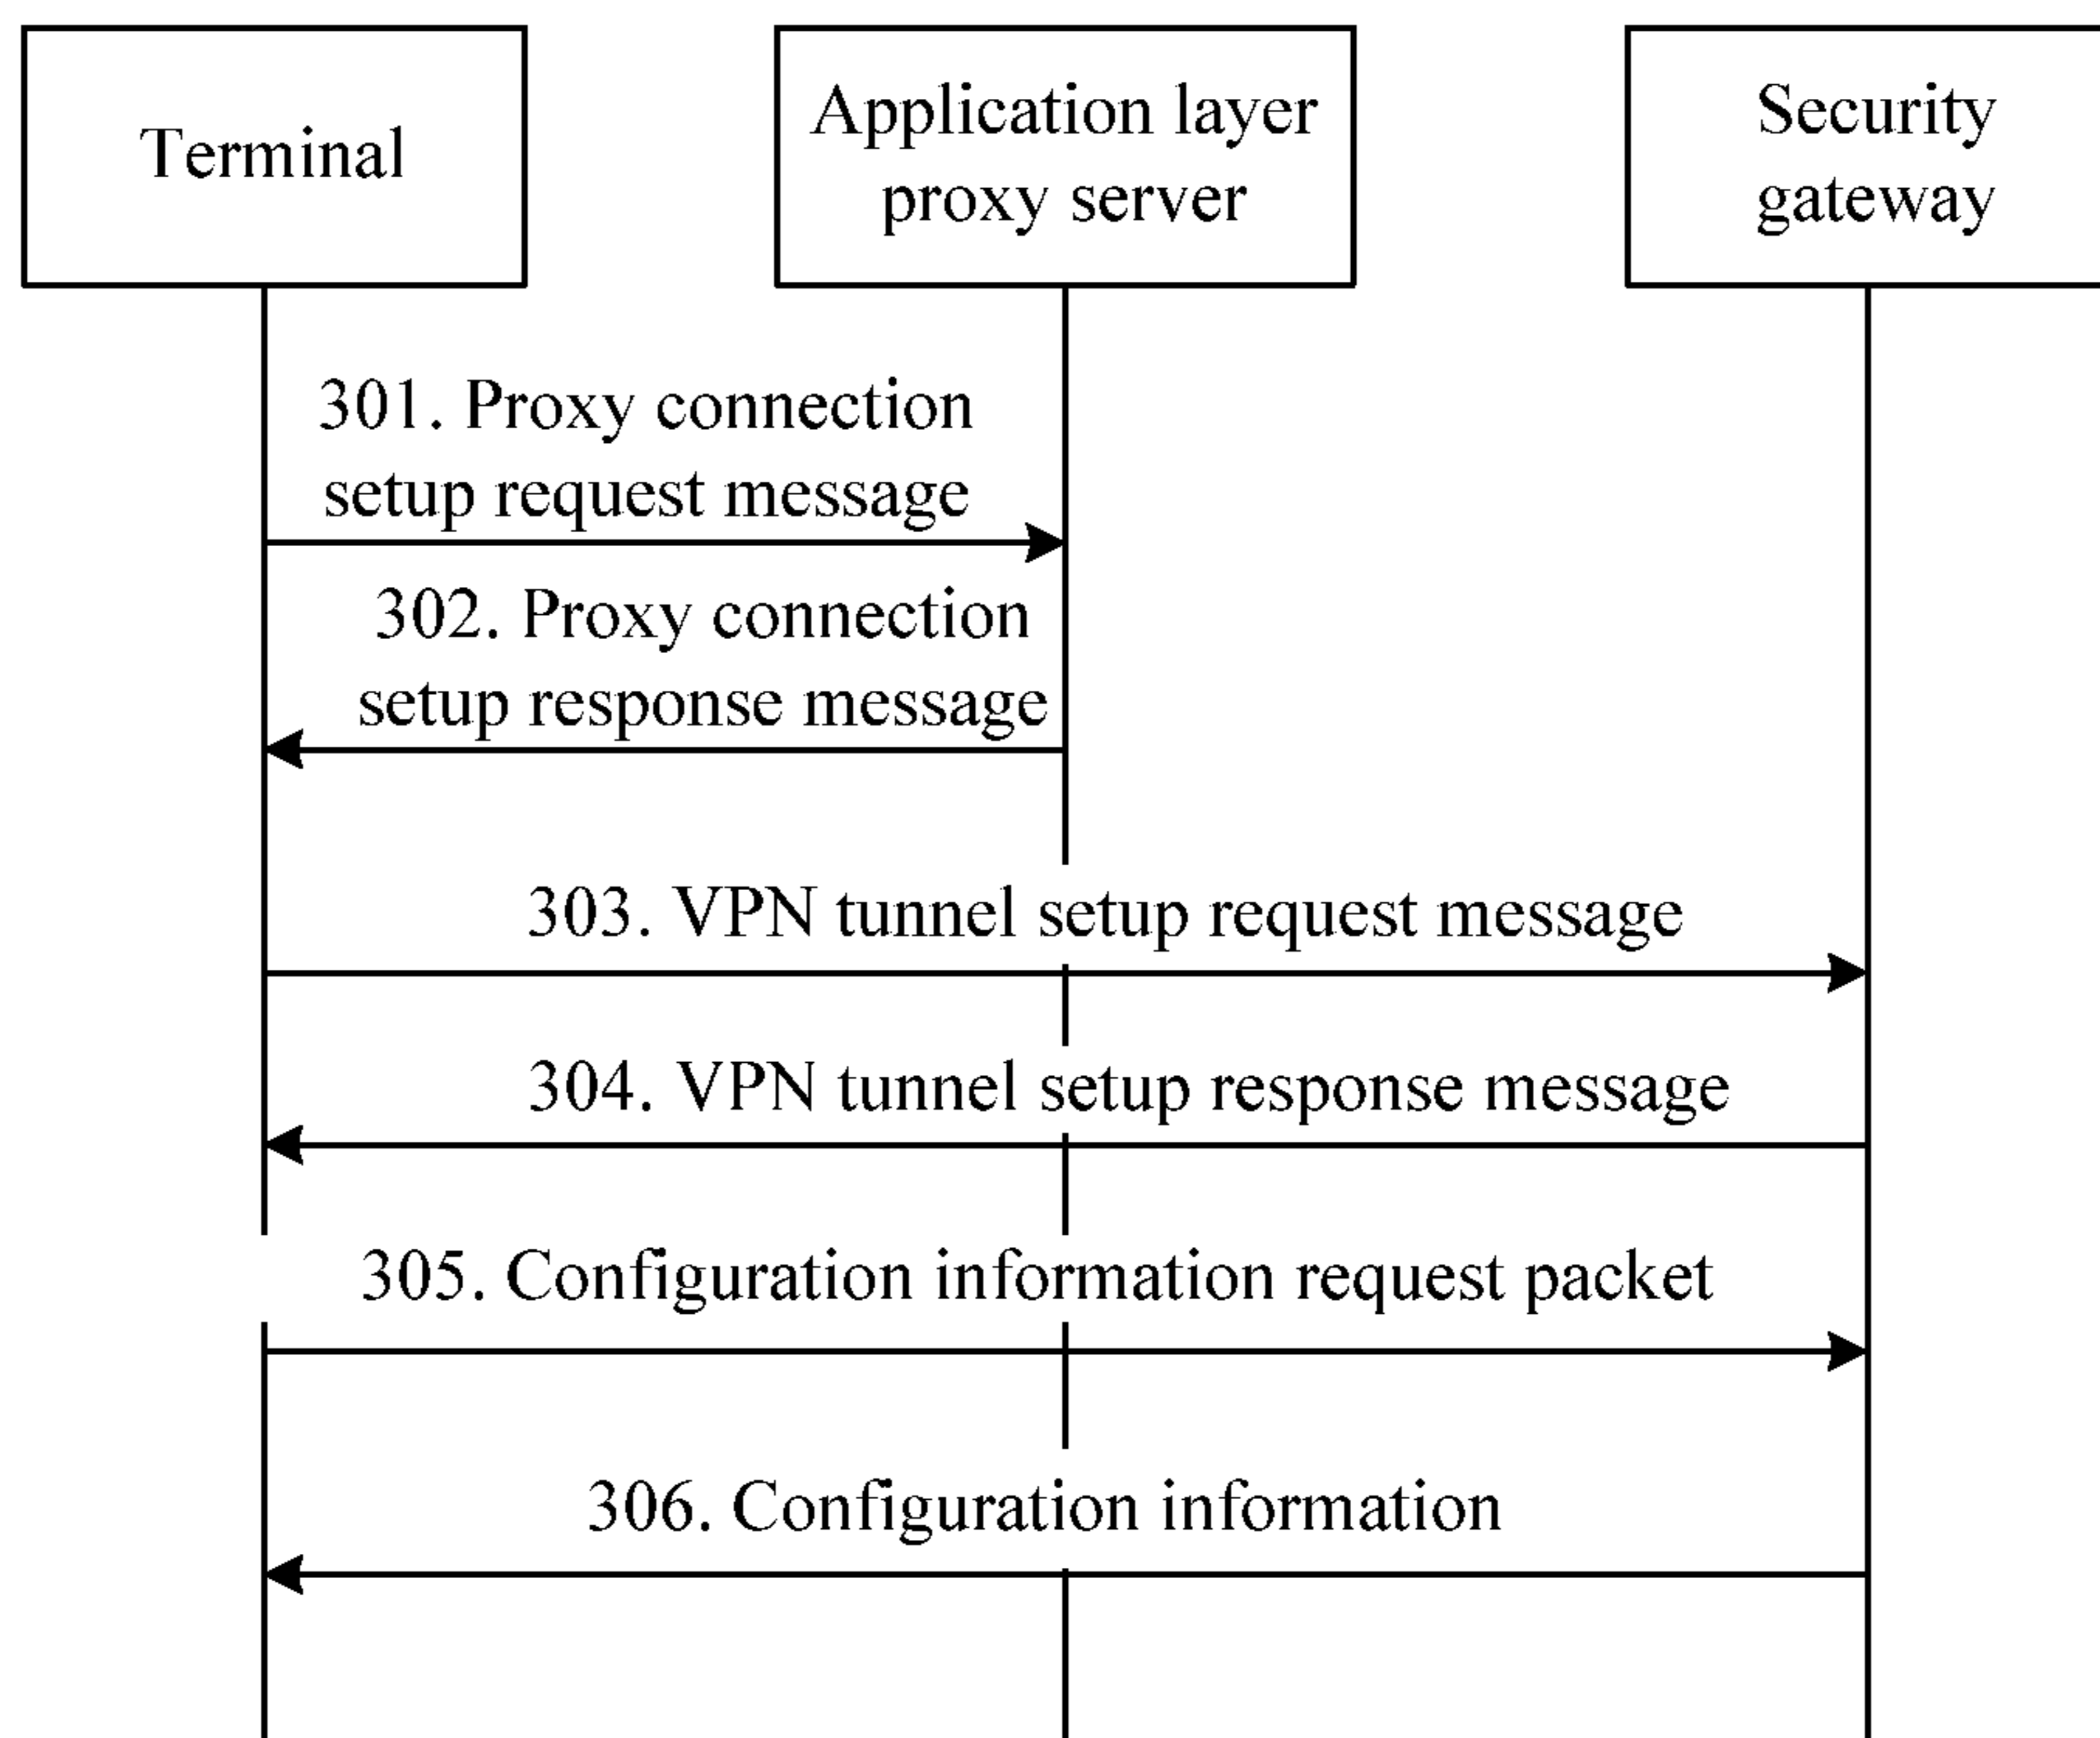 Terminal
Application layer
proxy server
Security
gateway
301. Proxy connection
setup request message
302. Proxy connection
setup response message
303. VPN tunnel setup request message
304. VPN tunnel setup response message
305. Configuration information request packet
306. Configuration information